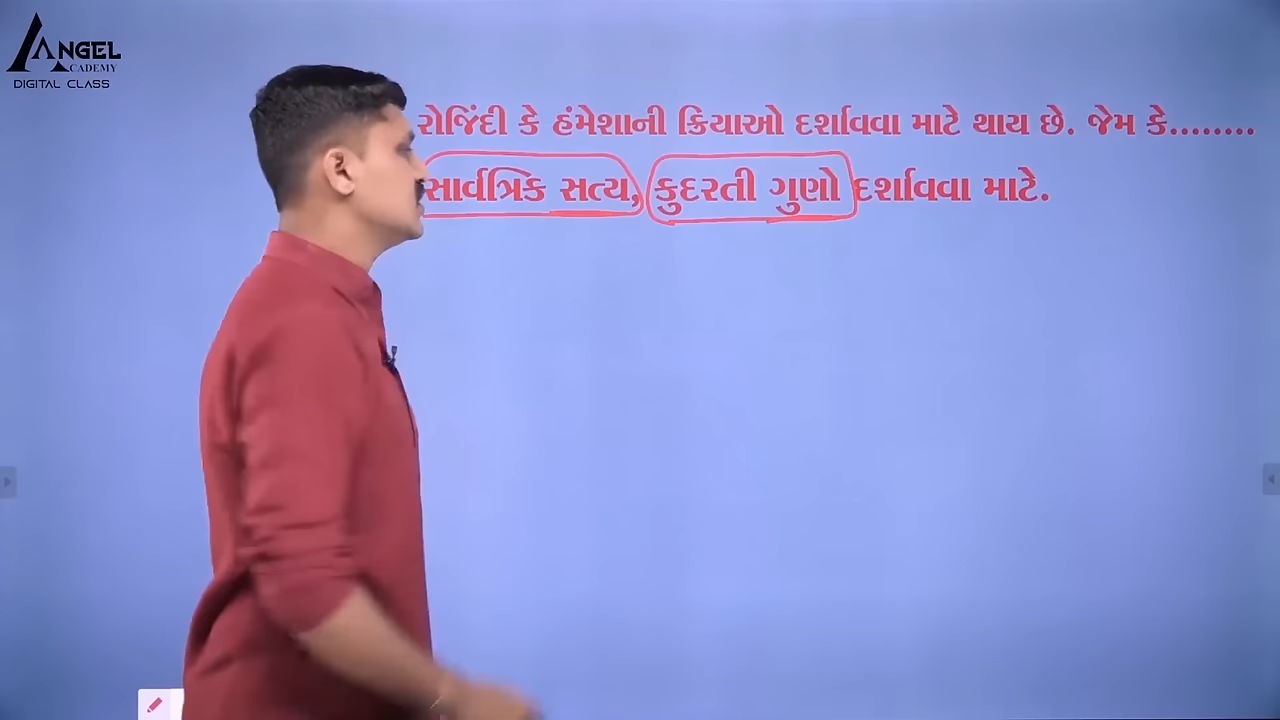 ANGEL
ACADEMY
DIGITAL CLASS
રોજિંદી કે હંમેશાની ક્રિયાઓ દર્શાવવા માટે થાય છે. જેમ કે........
સાર્વત્રિક સત્ય, કુદરતી ગુણો દર્શાવવા માટે.